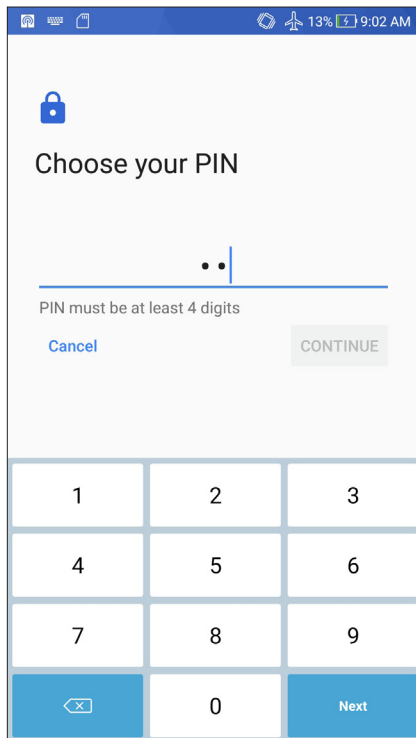 13% 9:02 AM
Choose your PIN
••
PIN must be at least 4 digits
Cancel CONTINUE
1 2 3
4 5 6
7 8 9
0 Next